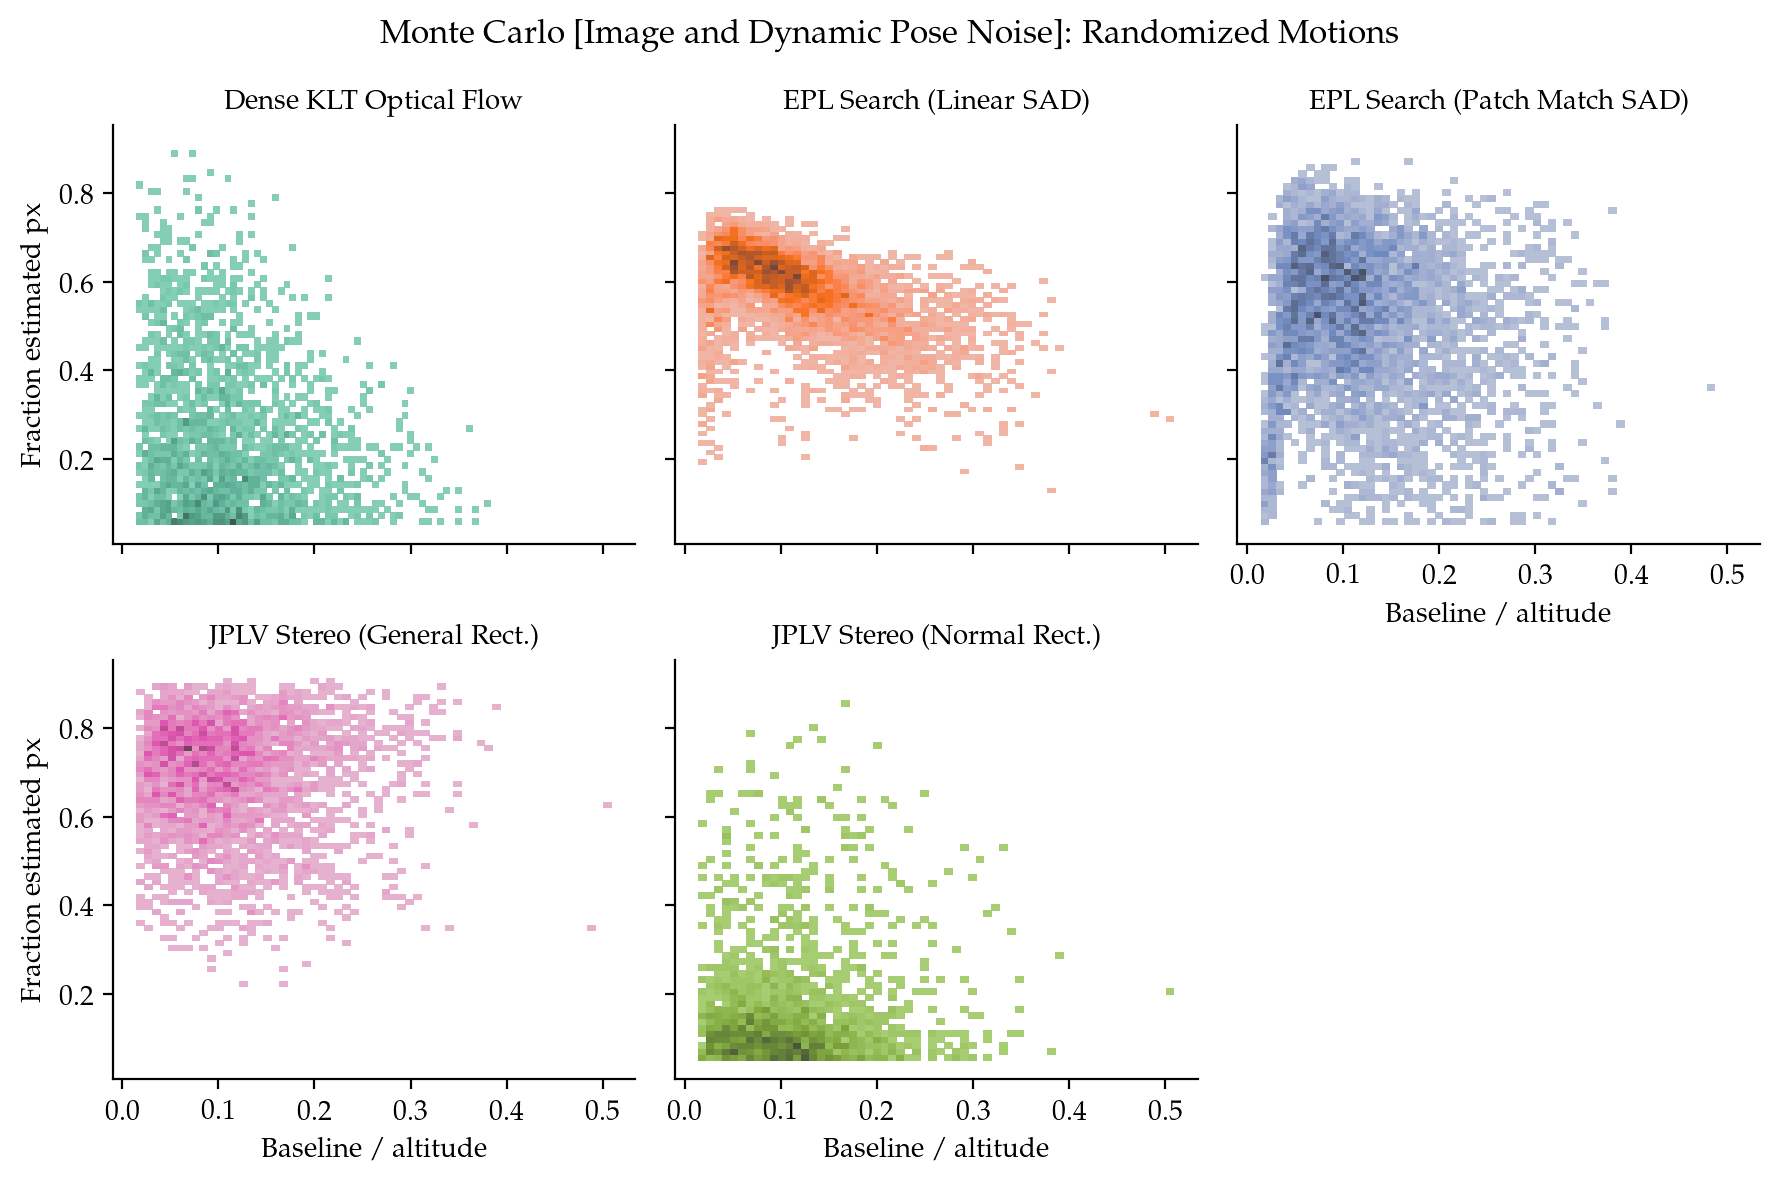 Monte Carlo [Image and Dynamic Pose Noise]: Randomized Motions
Dense KLT Optical Flow
EPL Search (Linear SAD)
EPL Search (Patch Match SAD)
Fraction estimated px
0.8
0.6
0.4
0.2
0.0 0.1 0.2 0.3 0.4 0.5
Baseline / altitude
JPLV Stereo (General Rect.)
JPLV Stereo (Normal Rect.)
Fraction estimated px
0.8
0.6
0.4
0.2
0.0 0.1 0.2 0.3 0.4 0.5
Baseline / altitude
0.0 0.1 0.2 0.3 0.4 0.5
Baseline / altitude